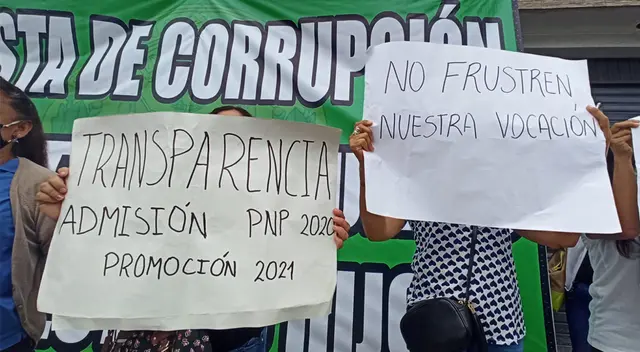 STA DE CORRUPCIÓN
TRANSPARENCIA
ADMISIÓN PNP 2020
PROMOCIÓN 2021
NO FRUSTREN,
NUESTRA VOCACIÓN